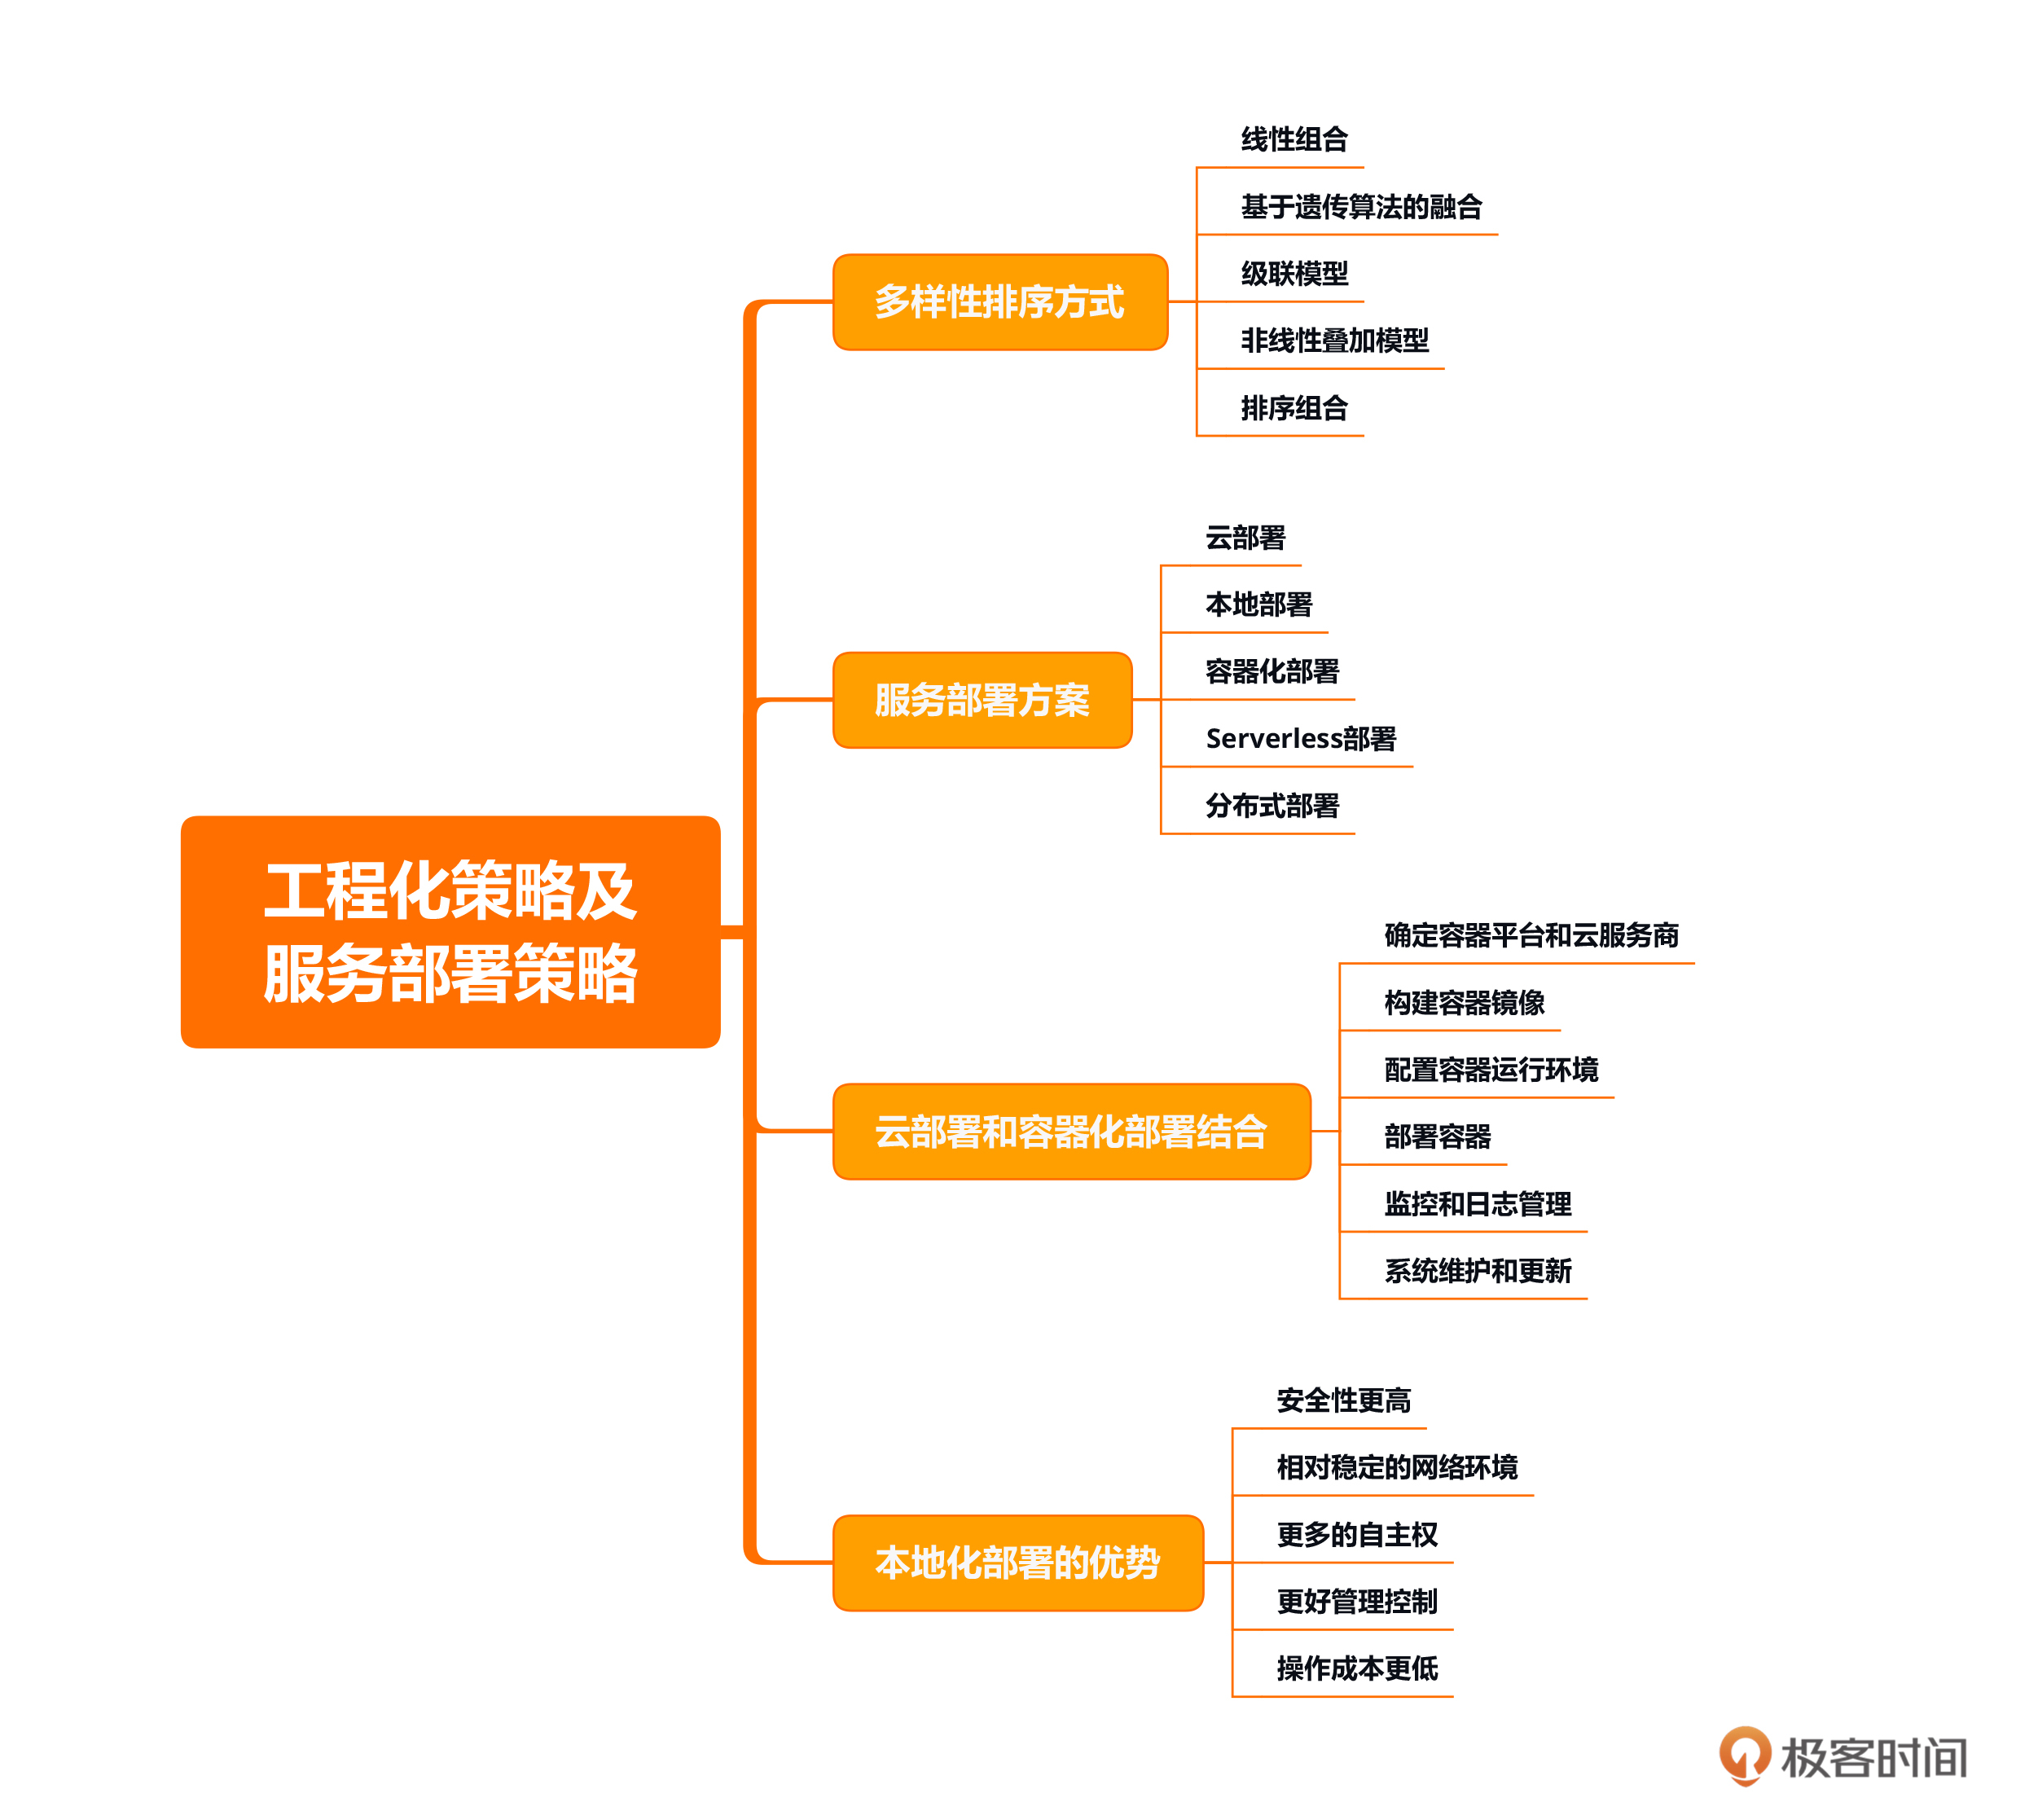 工程化策略及
服务部署策略
多样性排序方式
线性组合
基于遗传算法的融合
级联模型
非线性叠加模型
排序组合
服务部署方案
云部署
本地部署
容器化部署
Serverless部署
分布式部署
云部署和容器化部署结合
确定容器平台和云服务商
构建容器镜像
配置容器运行环境
部署容器
监控和日志管理
系统维护和更新
本地化部署的优势
安全性更高
相对稳定的网络环境
更多的自主权
更好管理控制
操作成本更低
极客时间